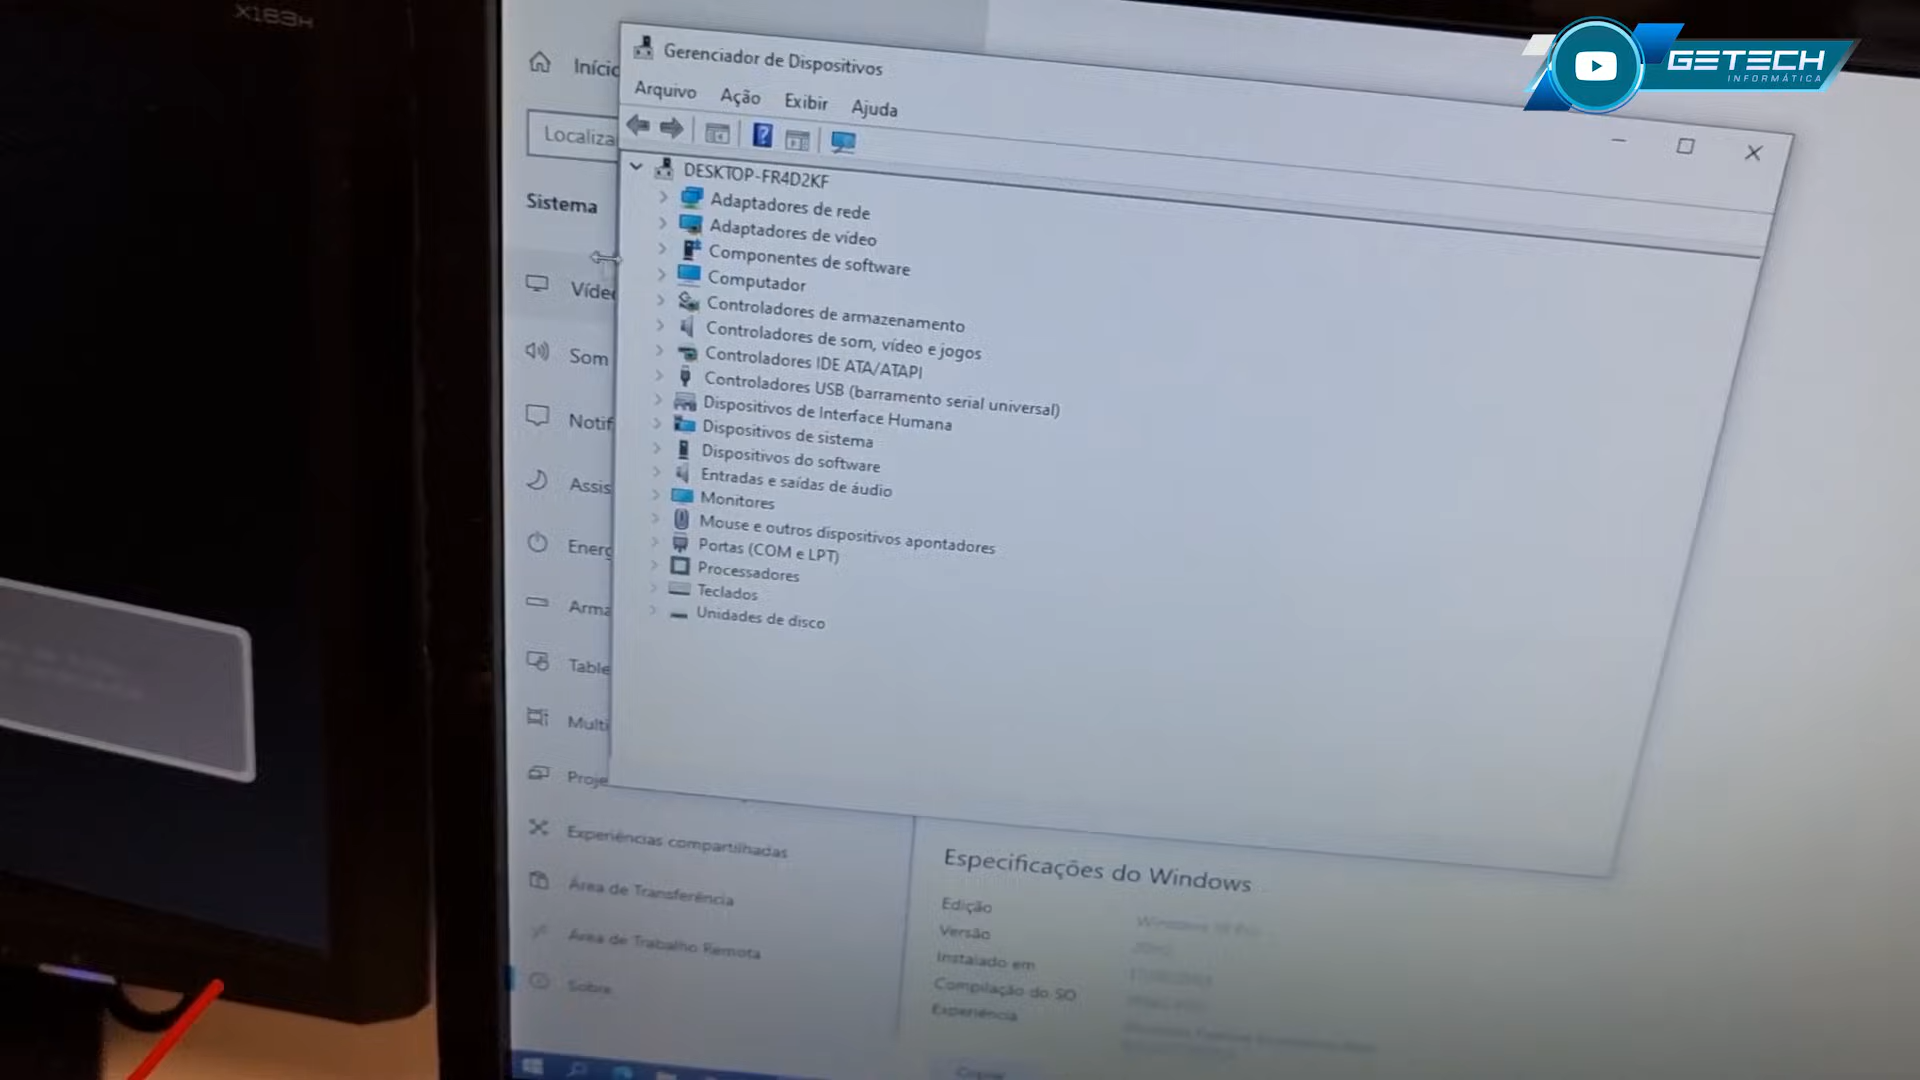 X183H
GETECH
INFORMÁTICA
Gerenciador de Dispositivos
Arquivo Ação Exibir Ajuda
DESKTOP-FR4D2KF
Adaptadores de rede
Adaptadores de vídeo
Componentes de software
Computador
Controladores de armazenamento
Controladores de som, vídeo e jogos
Controladores IDE ATA/ATAPI
Controladores USB (barramento serial universal)
Dispositivos de Interface Humana
Dispositivos de sistema
Dispositivos do software
Entradas e saídas de áudio
Monitores
Mouse e outros dispositivos apontadores
Portas (COM e LPT)
Processadores
Teclados
Unidades de disco
Iníci
Localiza
Sistema
Víde
Som
Notif
Assis
Energ
Arma
Table
Multi
Proje
Experiências compartilhadas
Área de Transferência
Área de Trabalho Remota
Sobre
Especificações do Windows
Edição
Versão
Instalado em
Compilação do SO
Experiência
Copiar